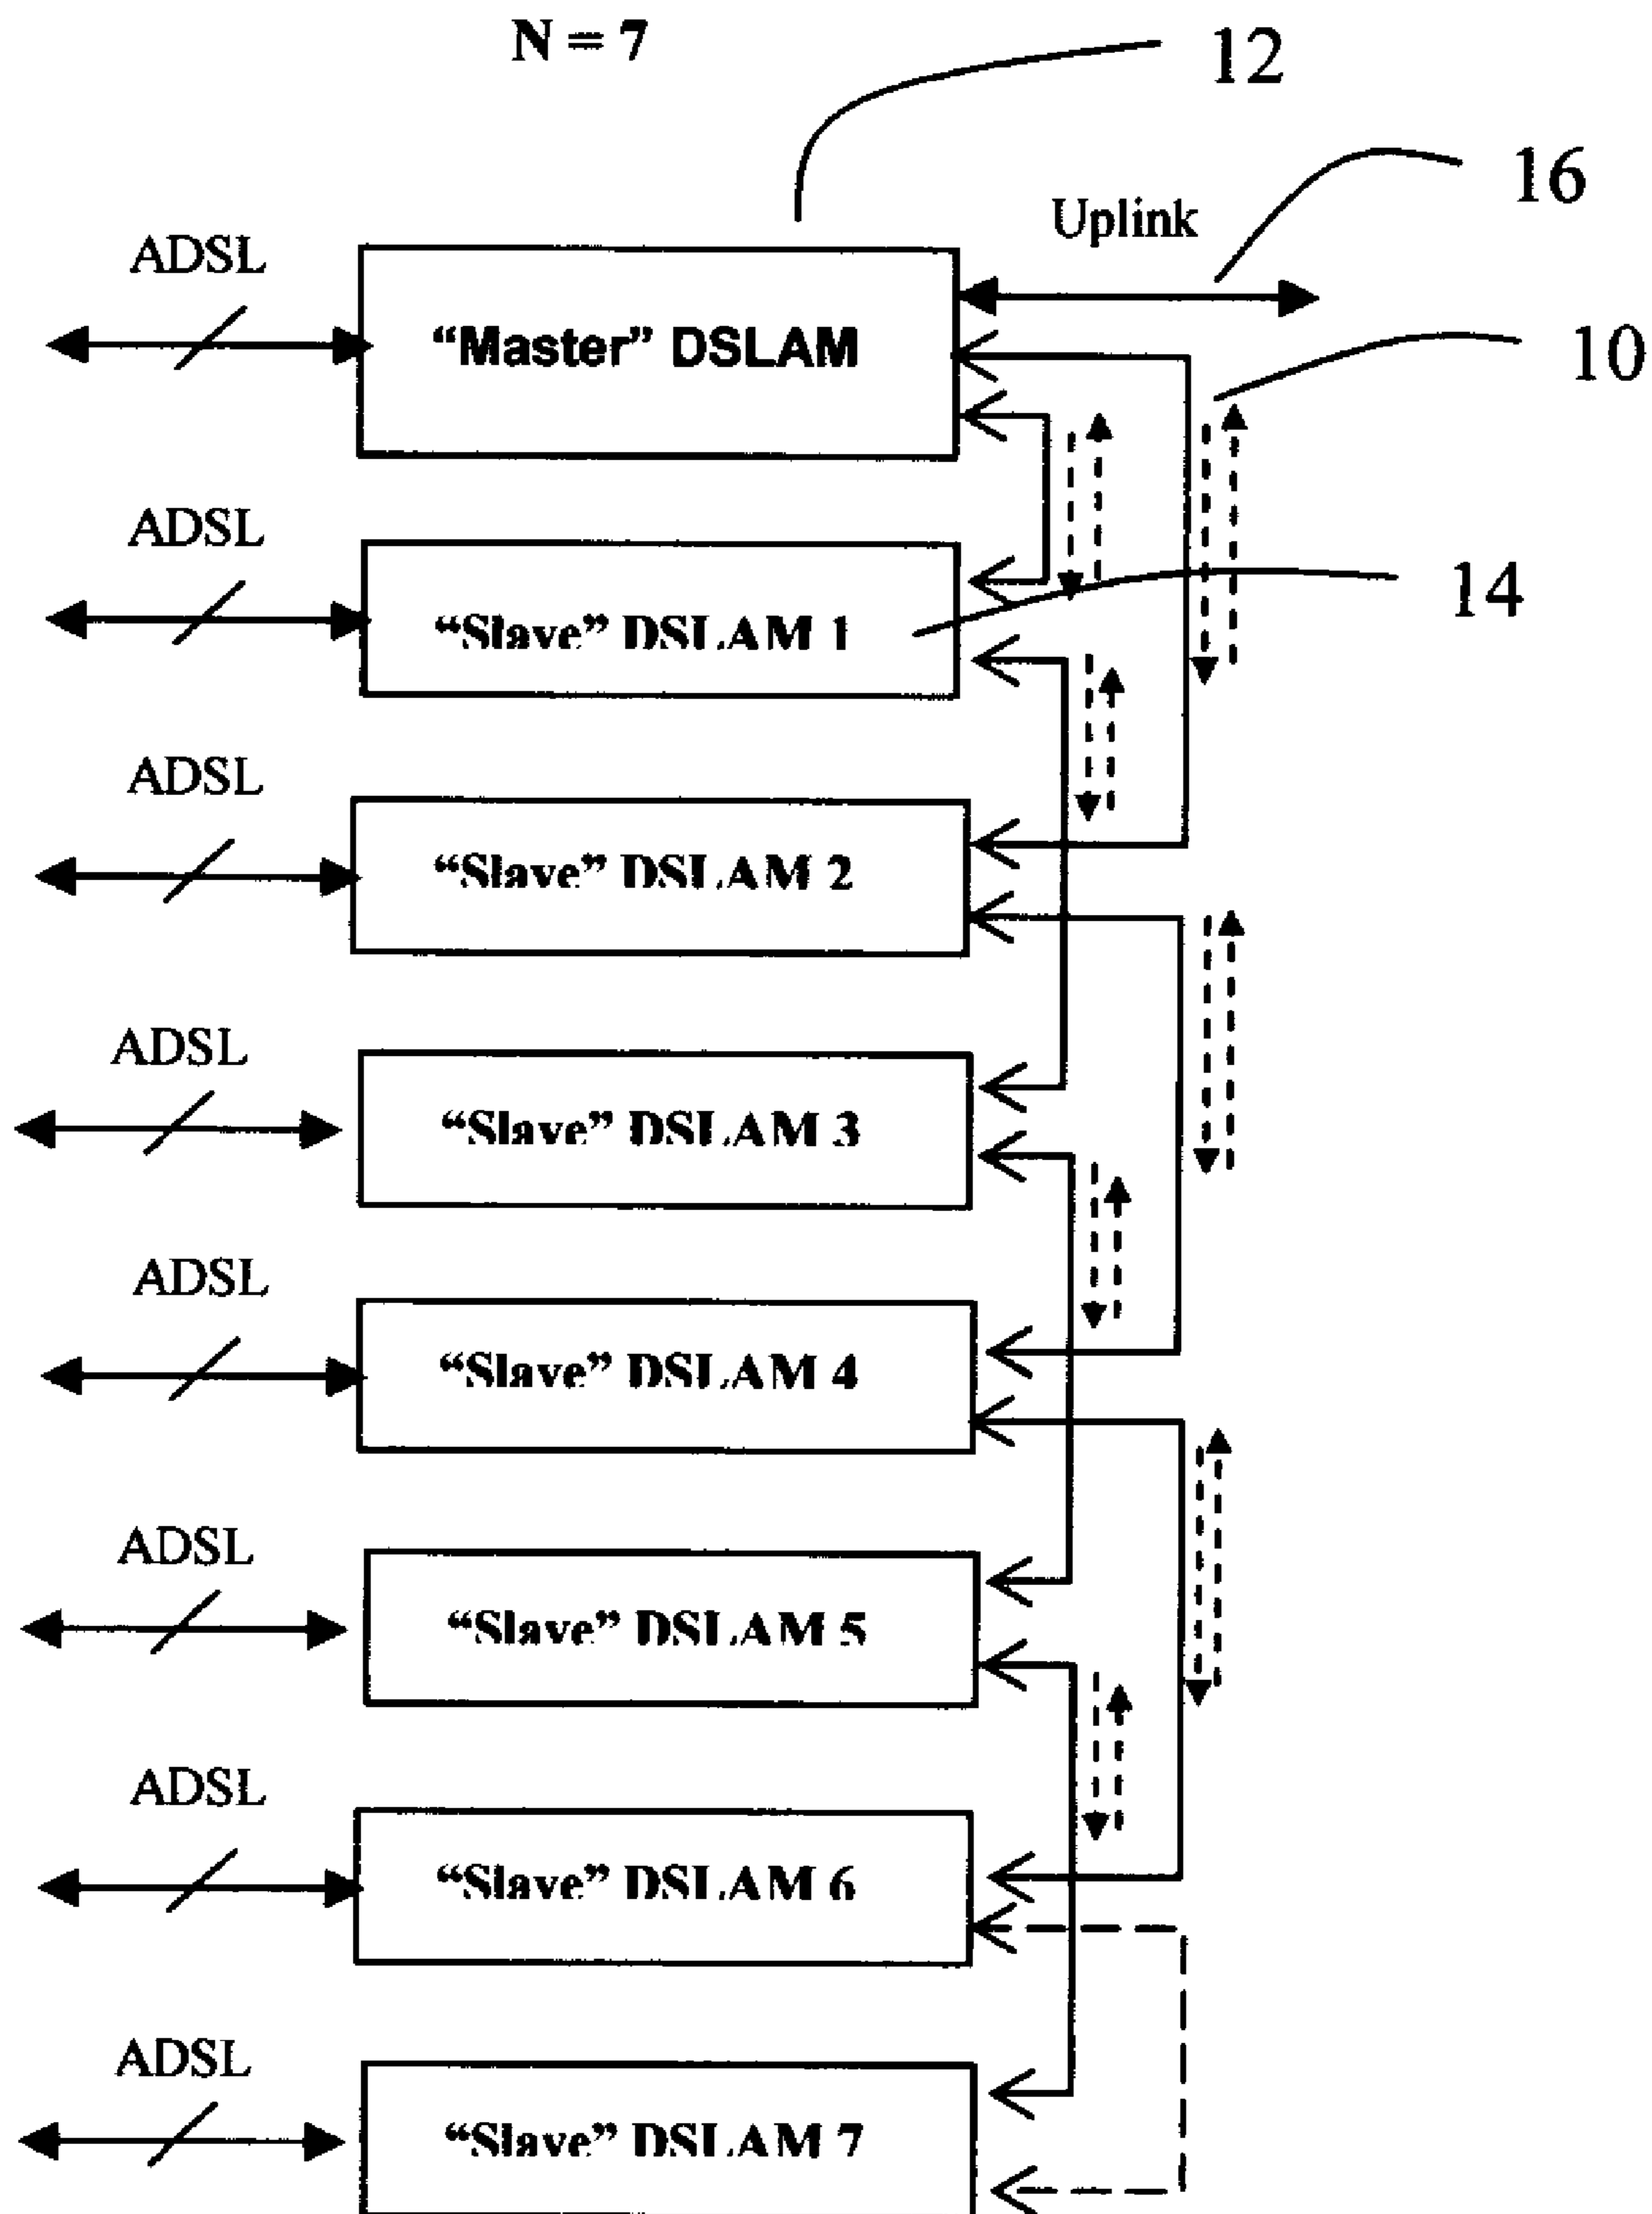 N = 7
12
16
Uplink
ADSL
"Master" DSLAM
10
ADSL
14
"Slave" DSLAM 1
ADSL
"Slave" DSLAM 2
ADSL
"Slave" DSLAM 3
ADSL
"Slave" DSLAM 4
ADSL
"Slave" DSLAM 5
ADSL
"Slave" DSLAM 6
ADSL
"Slave" DSLAM 7